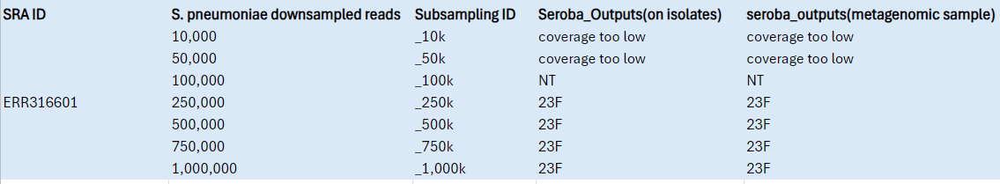 SRA ID S. pneumoniae downsampled reads Subsampling ID Seroba_Outputs(on isolates) seroba_outputs(metagenomic sample)
10,000 _10k coverage too low coverage too low
50,000 _50k coverage too low coverage too low
100,000 _100k NT NT
ERR316601 250,000 _250k 23F 23F
500,000 _500k 23F 23F
750,000 _750k 23F 23F
1,000,000 _1,000k 23F 23F